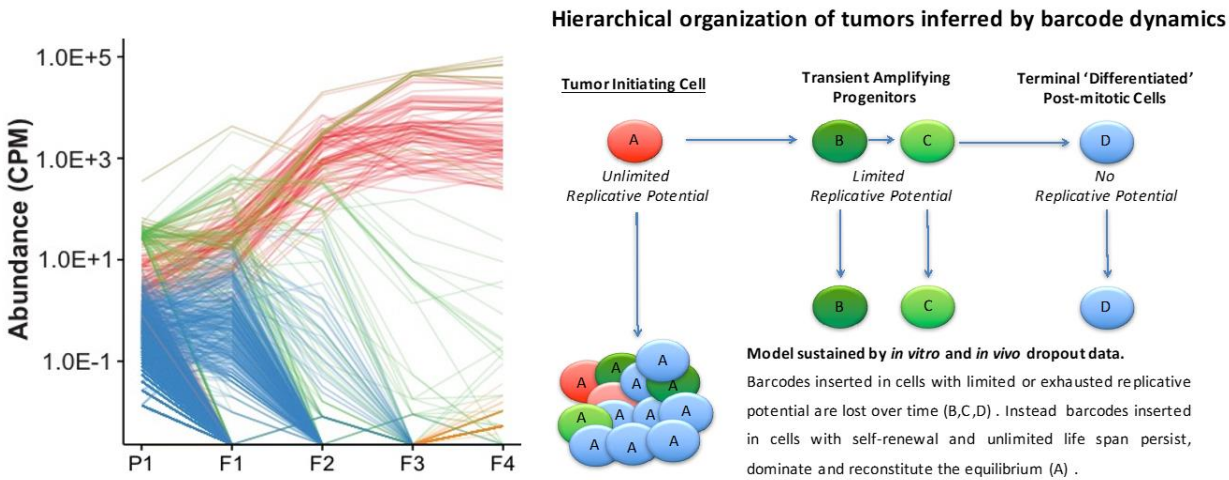 Hierarchical organization of tumors inferred by barcode dynamics
Abundance (CPM)
1.0E+5
1.0E+3
1.0E+1
1.0E-1
P1 F1 F2 F3 F4
Tumor Initiating Cell
Transient Amplifying
Progenitors
Terminal ‘Differentiated’
Post-mitotic Cells
A B C D
Unlimited
Replicative Potential
Limited
Replicative Potential
No
Replicative Potential
B C D
A
A
A
A
A
A
A
A
A
A
A
A
A
Model sustained by in vitro and in vivo dropout data.
Barcodes inserted in cells with limited or exhausted replicative
potential are lost over time (B,C,D) . Instead barcodes inserted
in cells with self-renewal and unlimited life span persist,
dominate and reconstitute the equilibrium (A) .